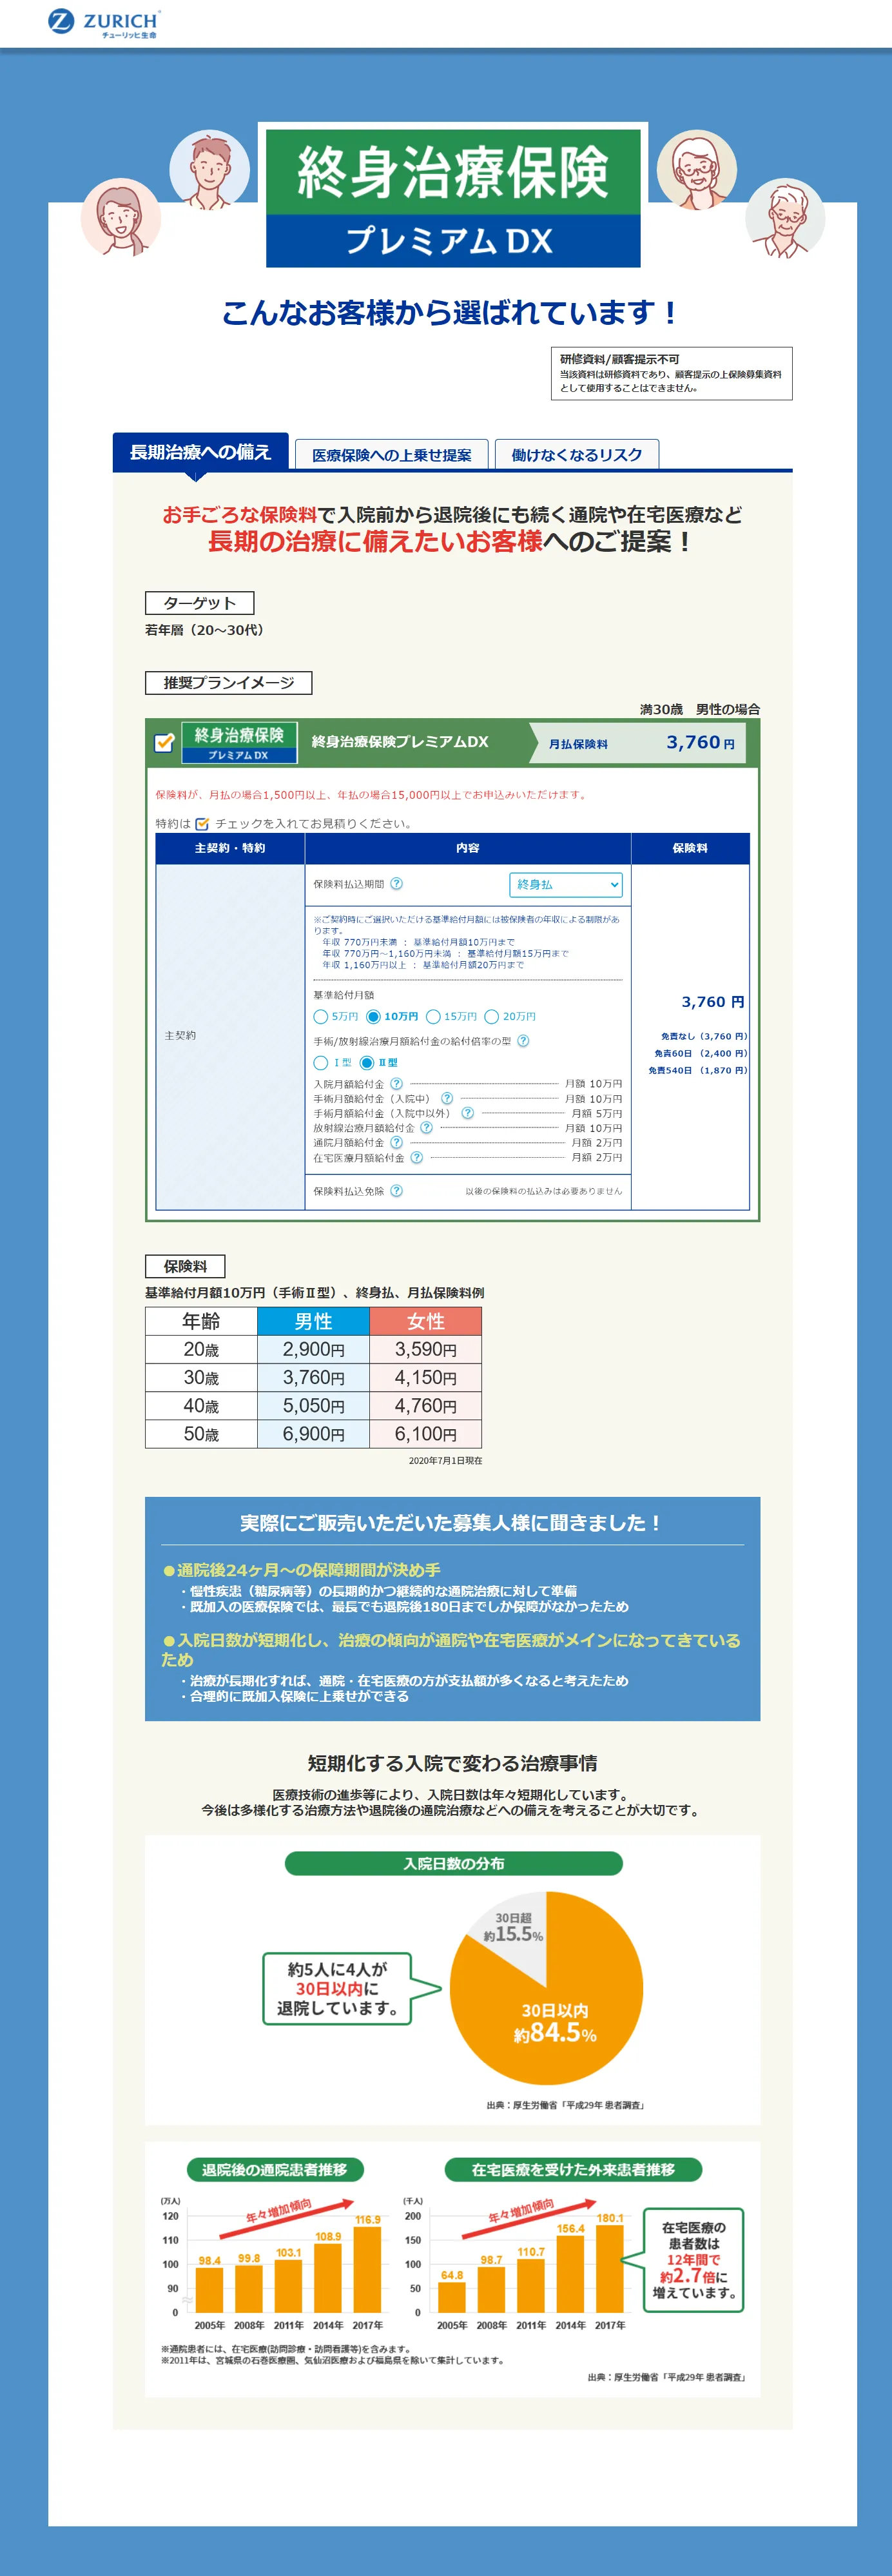 ZURICH
チューリッヒ生命
終身治療保険
プレミアム DX
こんなお客様から選ばれています！
研修資料/顧客提示不可
当該資料は研修資料であり、顧客提示の上保険募集資料
として使用することはできません。
長期治療への備え
医療保険への上乗せ提案
働けなくなるリスク
お手ごろな保険料で入院前から退院後にも続く通院や在宅医療など
長期の治療に備えたいお客様へのご提案！
ターゲット
若年層（20～30代）
推奨プランイメージ
満30歳　男性の場合
終身治療保険
プレミアム DX
終身治療保険プレミアムDX
月払保険料
3,760 円
保険料が、月払の場合1,500円以上、年払の場合15,000円以上でお申込みいただけます。
特約は チェックを入れてお見積りください。
主契約・特約
内容
保険料
主契約
保険料払込期間 ?
終身払
※ご契約時にご選択いただける基準給付月額には被保険者の年収による制限があ
ります。
年収 770万円未満 ： 基準給付月額10万円まで
年収 770万円～1,160万円未満 ： 基準給付月額15万円まで
年収 1,160万円以上 ： 基準給付月額20万円まで
基準給付月額
5万円 10万円 15万円 20万円
手術/放射線治療月額給付金の給付倍率の型 ?
Ⅰ型 Ⅱ型
入院月額給付金 ? 月額 10万円
手術月額給付金（入院中） ? 月額 10万円
手術月額給付金（入院中以外） ? 月額 5万円
放射線治療月額給付金 ? 月額 10万円
通院月額給付金 ? 月額 2万円
在宅医療月額給付金 ? 月額 2万円
保険料払込免除 ? 以後の保険料の払込みは必要ありません
3,760 円
免責なし（3,760 円）
免責60日 （2,400 円）
免責540日 （1,870 円）
保険料
基準給付月額10万円（手術Ⅱ型）、終身払、月払保険料例
年齢 男性 女性
20歳 2,900円 3,590円
30歳 3,760円 4,150円
40歳 5,050円 4,760円
50歳 6,900円 6,100円
2020年7月1日現在
実際にご販売いただいた募集人様に聞きました！
●通院後24ヶ月～の保障期間が決め手
・慢性疾患（糖尿病等）の長期的かつ継続的な通院治療に対して準備
・既加入の医療保険では、最長でも退院後180日までしか保障がなかったため
●入院日数が短期化し、治療の傾向が通院や在宅医療がメインになってきている
ため
・治療が長期化すれば、通院・在宅医療の方が支払額が多くなると考えたため
・合理的に既加入保険に上乗せができる
短期化する入院で変わる治療事情
医療技術の進歩等により、入院日数は年々短期化しています。
今後は多様化する治療方法や退院後の通院治療などへの備えを考えることが大切です。
入院日数の分布
30日超
約15.5%
約5人に4人が
30日以内に
退院しています。
30日以内
約84.5%
出典：厚生労働省「平成29年 患者調査」
退院後の通院患者推移
(万人)
年々増加傾向
120
110
100
90
0
98.4
99.8
103.1
108.9
116.9
2005年 2008年 2011年 2014年 2017年
在宅医療を受けた外来患者推移
(千人)
年々増加傾向
200
150
100
50
0
64.8
98.7
110.7
156.4
180.1
2005年 2008年 2011年 2014年 2017年
在宅医療の
患者数は
12年間で
約2.7倍に
増えています。
※通院患者には、在宅医療(訪問診療・訪問看護等)を含みます。
※2011年は、宮城県の石巻医療圏、気仙沼医療および福島県を除いて集計しています。
出典：厚生労働省「平成29年 患者調査」